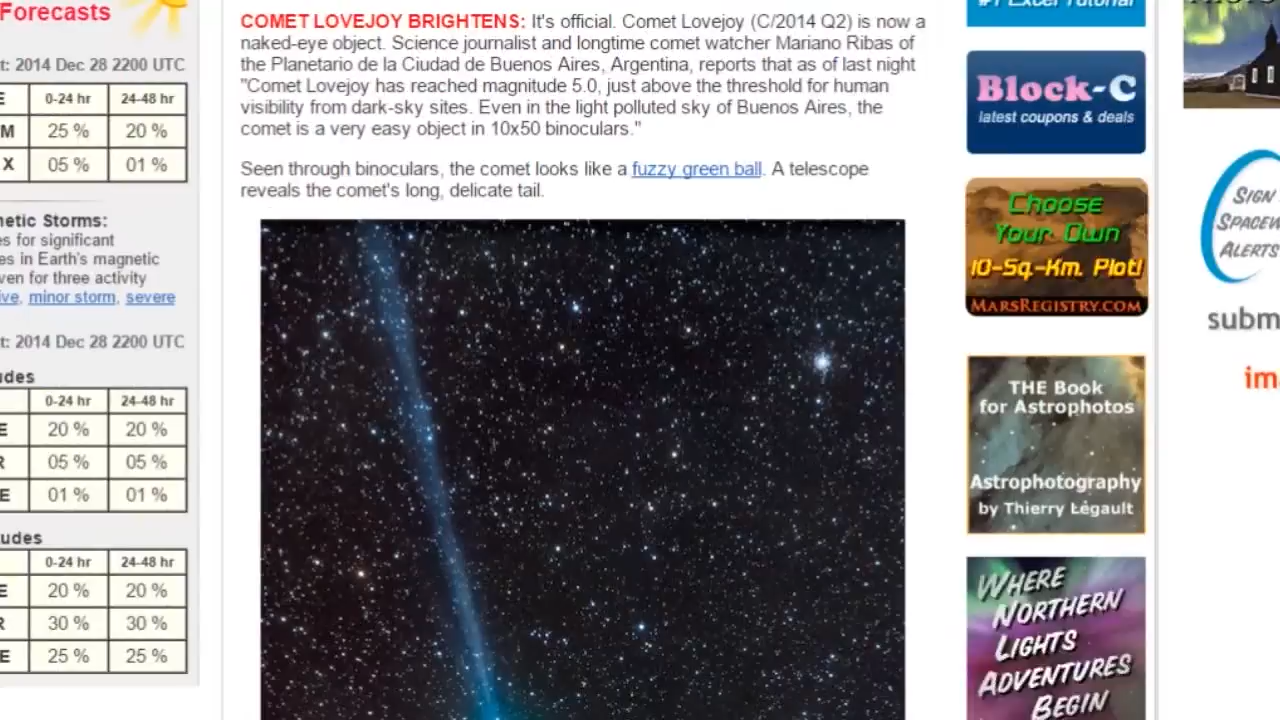 Forecasts
t: 2014 Dec 28 2200 UTC
E 0-24 hr 24-48 hr
M 25 % 20 %
X 05 % 01 %
netic Storms:
es for significant
es in Earth's magnetic
ven for three activity
ive, minor storm, severe
t: 2014 Dec 28 2200 UTC
udes
0-24 hr 24-48 hr
E 20 % 20 %
R 05 % 05 %
E 01 % 01 %
udes
0-24 hr 24-48 hr
E 20 % 20 %
R 30 % 30 %
E 25 % 25 %
COMET LOVEJOY BRIGHTENS: It's official. Comet Lovejoy (C/2014 Q2) is now a
naked-eye object. Science journalist and longtime comet watcher Mariano Ribas of
the Planetario de la Ciudad de Buenos Aires, Argentina, reports that as of last night
"Comet Lovejoy has reached magnitude 5.0, just above the threshold for human
visibility from dark-sky sites. Even in the light polluted sky of Buenos Aires, the
comet is a very easy object in 10x50 binoculars."
Seen through binoculars, the comet looks like a fuzzy green ball. A telescope
reveals the comet's long, delicate tail.
#1 Excel Tutorial
Block-C
latest coupons & deals
Choose
Your Own
10-Sq.-Km. Plot!
MARSREGISTRY.COM
THE Book
for Astrophotos
Astrophotography
by Thierry Legault
WHERE
NORTHERN
LIGHTS
ADVENTURES
BEGIN
SIGN
SPACEW
ALERTS
subm
im